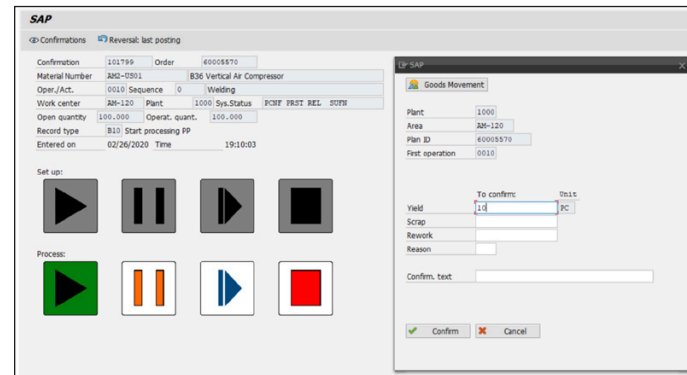 SAP
Confirmations Reversal: last posting
Confirmation 101799 Order 60005570
Material Number AM2-U301 B36 Vertical Air Compressor
Oper./Act. 0010 Sequence 0 Welding
Work center AM-120 Plant 1000 Sys.Status PCNF PRST REL SUFN
Open quantity 100.000 Operat. quant. 100.000
Record type B10 Start processing PP
Entered on 02/26/2020 Time 19:10:03
Set up:
Process:
SAP
Goods Movement
Plant 1000
Area AM-120
Plan ID 60005570
First operation 0010
To confirm: Unit
Yield 10 PC
Scrap
Rework
Reason
Confirm. text
Confirm Cancel